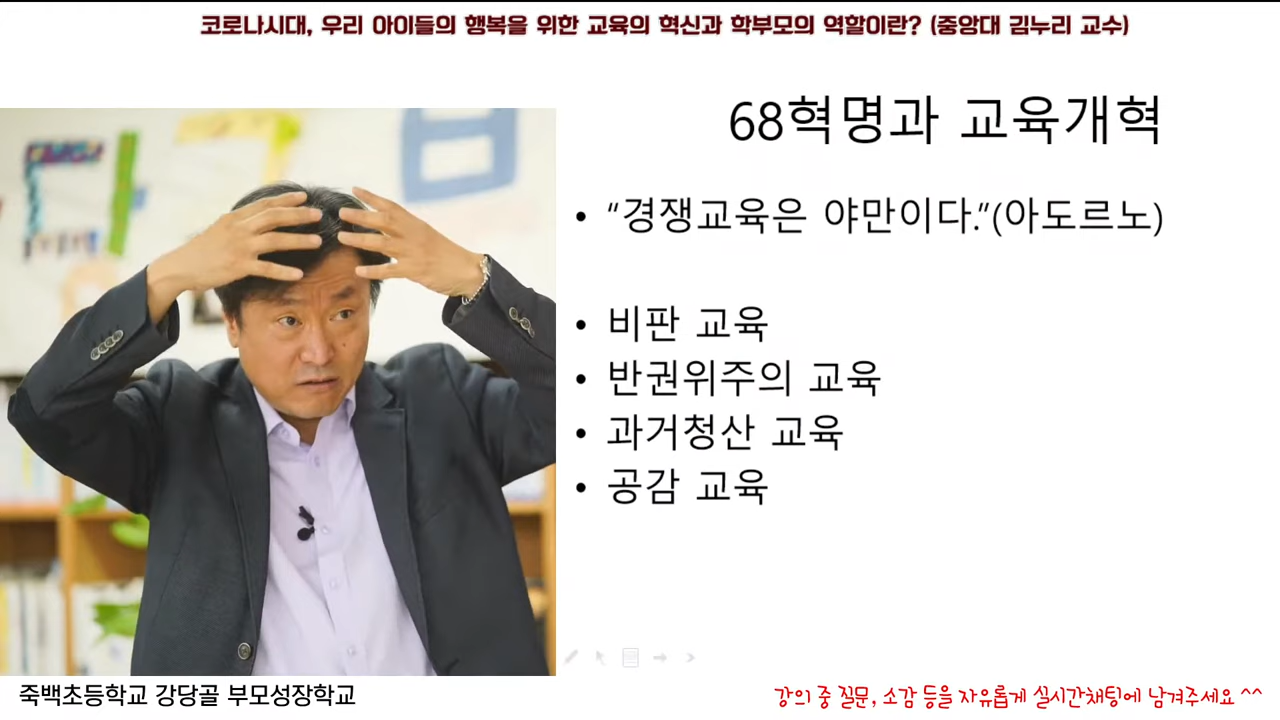 코로나시대, 우리 아이들의 행복을 위한 교육의 혁신과 학부모의 역할이란? (중앙대 김누리 교수)
68혁명과 교육개혁
• “경쟁교육은 야만이다.”(아도르노)
• 비판 교육
• 반권위주의 교육
• 과거청산 교육
• 공감 교육
죽백초등학교 강당골 부모성장학교
강의 중 질문, 소감 등을 자유롭게 실시간채팅에 남겨주세요 ^^